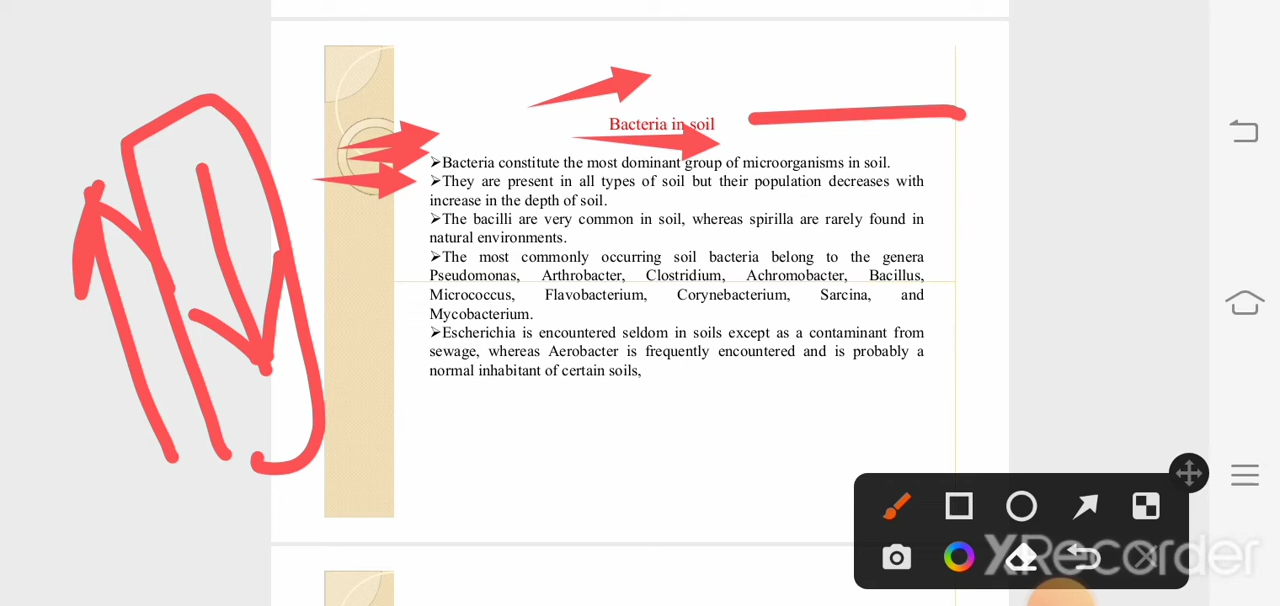 Bacteria in soil
➢Bacteria constitute the most dominant group of microorganisms in soil.
➢They are present in all types of soil but their population decreases with
increase in the depth of soil.
➢The bacilli are very common in soil, whereas spirilla are rarely found in
natural environments.
➢The most commonly occurring soil bacteria belong to the genera
Pseudomonas, Arthrobacter, Clostridium, Achromobacter, Bacillus,
Micrococcus, Flavobacterium, Corynebacterium, Sarcina, and
Mycobacterium.
➢Escherichia is encountered seldom in soils except as a contaminant from
sewage, whereas Aerobacter is frequently encountered and is probably a
normal inhabitant of certain soils,
XRecorder